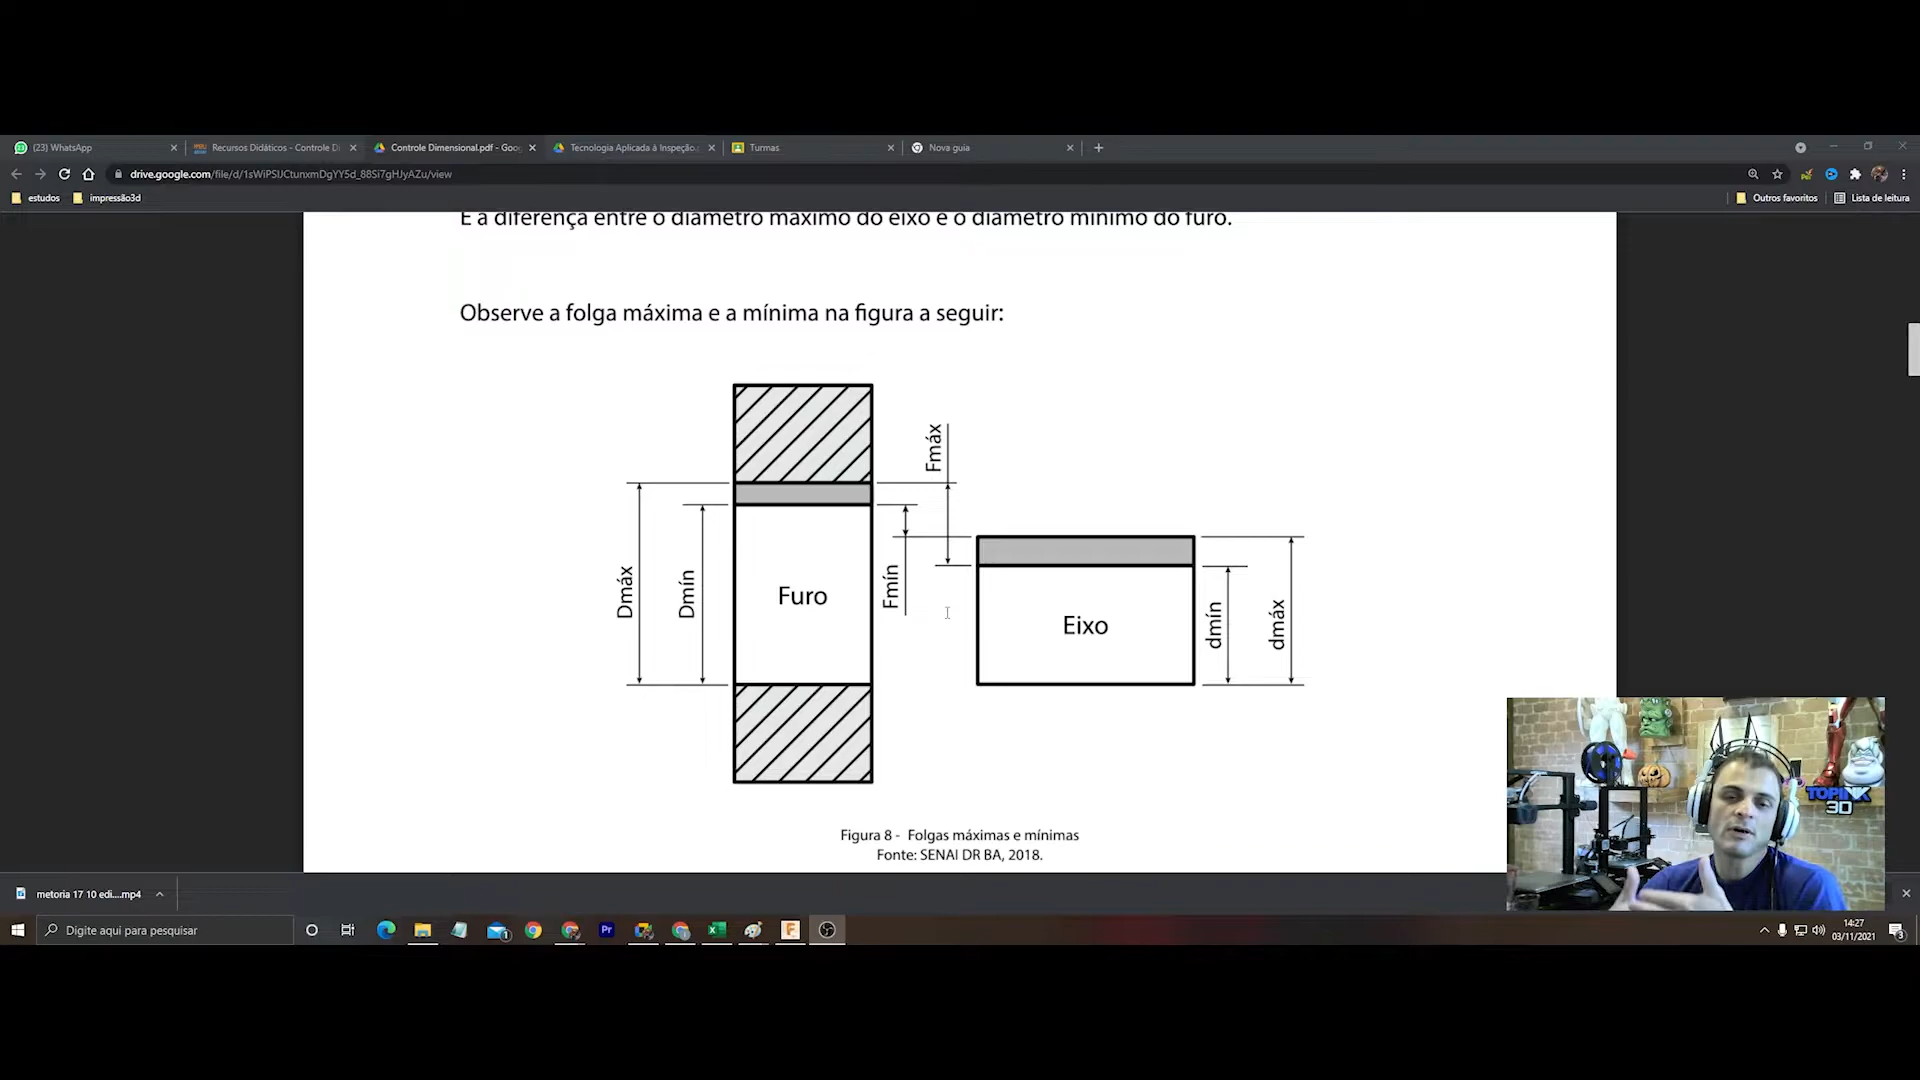 (23) WhatsApp
Recursos Didáticos - Controle Di
Controle Dimensional.pdf - Goo
Tecnologia Aplicada à Inspeção.
Turmas
Nova guia
drive.google.com/file/d/1sWiPSlJCtunxmDgYY5d_88Si7gHJyAZu/view
estudos
impressão3d
Outros favoritos
Lista de leitura
É a diferença entre o diâmetro máximo do eixo e o diâmetro mínimo do furo.
Observe a folga máxima e a mínima na figura a seguir:
Fmáx
Dmáx
Dmín
Furo
Fmín
Eixo
dmín
dmáx
Figura 8 - Folgas máximas e mínimas
Fonte: SENAI DR BA, 2018.
TOPINK
3D
metoria 17 10 edi....mp4
Digite aqui para pesquisar
14:27
03/11/2021